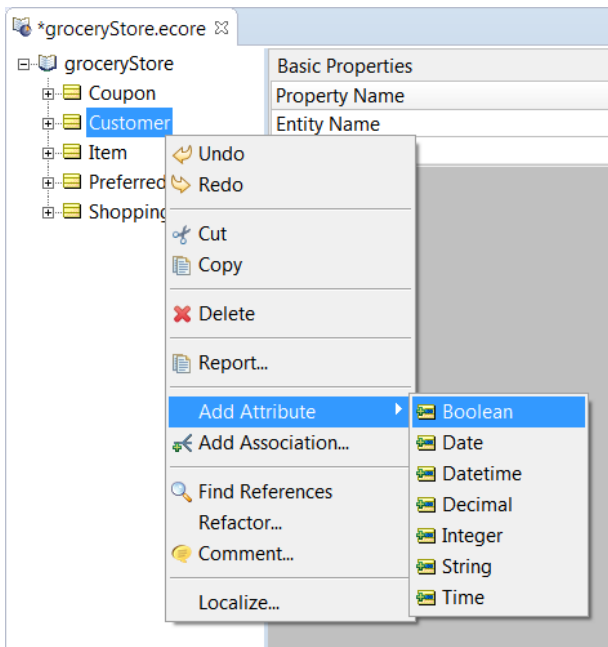 *groceryStore.ecore
groceryStore
Coupon
Customer
Item
Preferred
Shopping
Basic Properties
Property Name
Entity Name
Undo
Redo
Cut
Copy
Delete
Report...
Add Attribute
Add Association...
Find References
Refactor...
Comment...
Localize...
Boolean
Date
Datetime
Decimal
Integer
String
Time